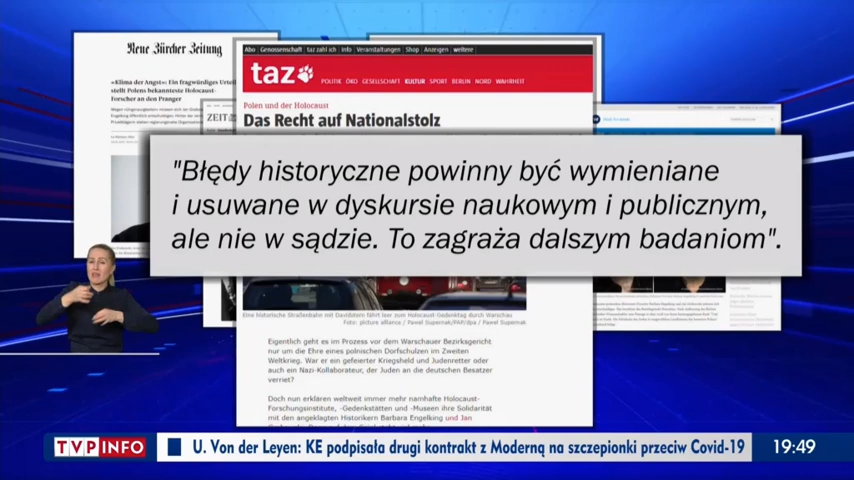 Neue Zürcher Zeitung
«Klima der Angst»: Ein fragwürdiges Urteil
stellt Polens bekannteste Holocaust-
Forscher an den Pranger
ZEIT
Abo Genossenschaft taz zahl ich Info Veranstaltungen Shop Anzeigen weitere
taz
POLITIK ÖKO GESELLSCHAFT KULTUR SPORT BERLIN NORD WAHRHEIT
Polen und der Holocaust
Das Recht auf Nationalstolz
"Błędy historyczne powinny być wymieniane
i usuwane w dyskursie naukowym i publicznym,
ale nie w sądzie. To zagraża dalszym badaniom".
Eine historische Straßenbahn mit Davidstern fährt leer zum Holocaust-Gedenktag durch Warschau
Foto: picture alliance / Paweł Supernak/PAP/dpa / Pawel Supernak
Eigentlich geht es im Prozess vor dem Warschauer Bezirksgericht
nur um die Ehre eines polnischen Dorfschulzen im Zweiten
Weltkrieg. War er ein gefeierter Kriegsheld und Judenretter oder
auch ein Nazi-Kollaborateur, der Juden an die deutschen Besatzer
verriet?
Doch nun erklären weltweit immer mehr namhafte Holocaust-
Forschungsinstitute, -Gedenkstätten und -Museen ihre Solidarität
mit den angeklagten Historikern Barbara Engelking und Jan
TVP INFO
U. Von der Leyen: KE podpisała drugi kontrakt z Moderną na szczepionki przeciw Covid-19
19:49